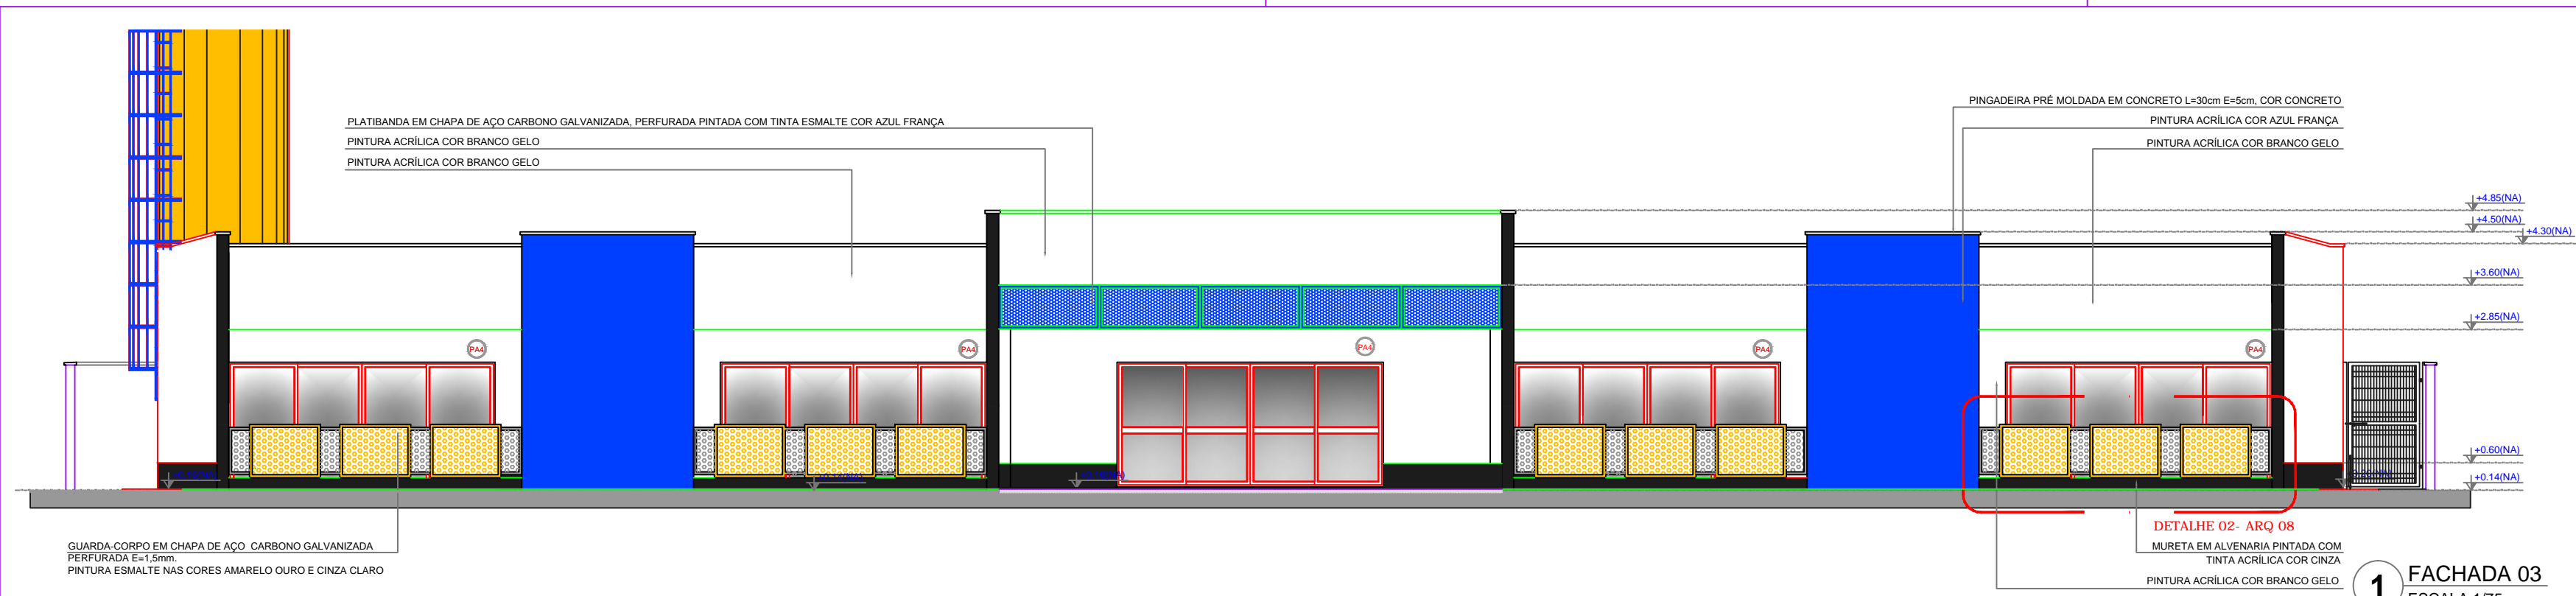 PLATIBANDA EM CHAPA DE AÇO CARBONO GALVANIZADA, PERFURADA PINTADA COM TINTA ESMALTE COR AZUL FRANÇA
PINTURA ACRÍLICA COR BRANCO GELO
PINTURA ACRÍLICA COR BRANCO GELO
PINGADEIRA PRÉ MOLDADA EM CONCRETO L=30cm E=5cm, COR CONCRETO
PINTURA ACRÍLICA COR AZUL FRANÇA
PINTURA ACRÍLICA COR BRANCO GELO
+4.85(NA)
+4.50(NA)
+4.30(NA)
+3.60(NA)
+2.85(NA)
PA4
PA4
PA4
PA4
PA4
+0.60(NA)
+0.14(NA)
DETALHE 02- ARQ 08
GUARDA-CORPO EM CHAPA DE AÇO CARBONO GALVANIZADA
PERFURADA E=1,5mm.
PINTURA ESMALTE NAS CORES AMARELO OURO E CINZA CLARO
MURETA EM ALVENARIA PINTADA COM
TINTA ACRÍLICA COR CINZA
PINTURA ACRÍLICA COR BRANCO GELO
1
FACHADA 03
ESCALA 1/75